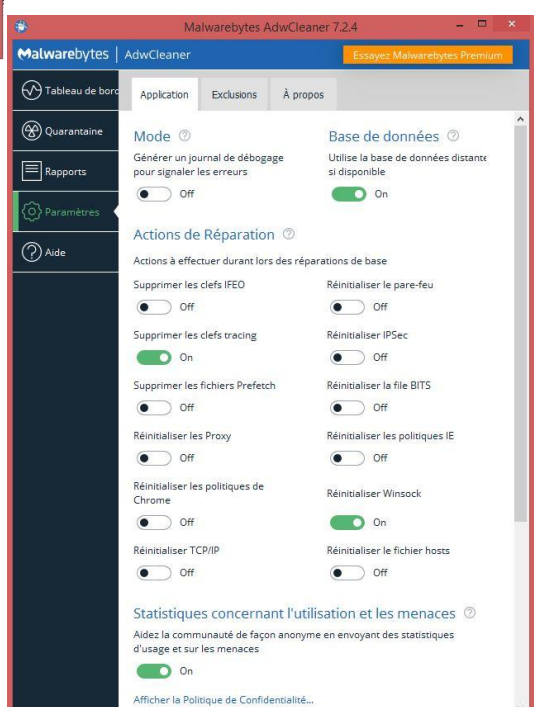 Malwarebytes AdwCleaner 7.2.4
Malwarebytes | AdwCleaner
Essayez Malwarebytes Premium
Tableau de bord
Quarantaine
Rapports
Paramètres
Aide
Application
Exclusions
À propos
Mode
Générer un journal de débogage
pour signaler les erreurs
Off
Base de données
Utilise la base de données distante
si disponible
On
Actions de Réparation
Actions à effectuer durant lors des réparations de base
Supprimer les clefs IFEO
Off
Réinitialiser le pare-feu
Off
Supprimer les clefs tracing
On
Réinitialiser IPSec
Off
Supprimer les fichiers Prefetch
Off
Réinitialiser la file BITS
Off
Réinitialiser les Proxy
Off
Réinitialiser les politiques IE
Off
Réinitialiser les politiques de
Chrome
Off
Réinitialiser Winsock
On
Réinitialiser TCP/IP
Off
Réinitialiser le fichier hosts
Off
Statistiques concernant l'utilisation et les menaces
Aidez la communauté de façon anonyme en envoyant des statistiques
d'usage et sur les menaces
On
Afficher la Politique de Confidentialité...